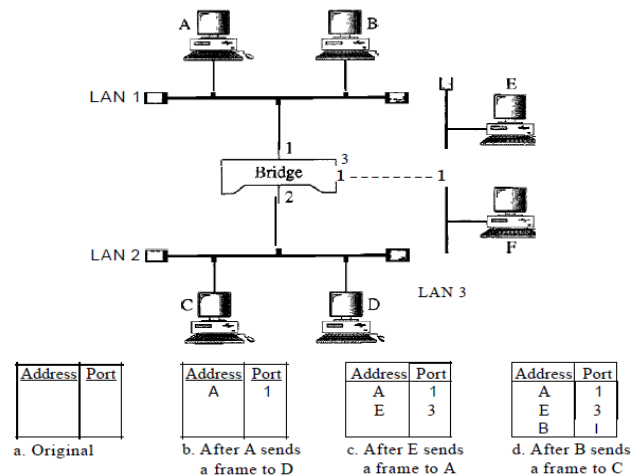 A
B
LAN 1
E
1
3
Bridge
1
1
2
F
LAN 2
C
D
LAN 3
Address Port
a. Original
Address Port
A 1
b. After A sends
a frame to D
Address Port
A 1
E 3
c. After E sends
a frame to A
Address Port
A 1
E 3
B I
d. After B sends
a frame to C